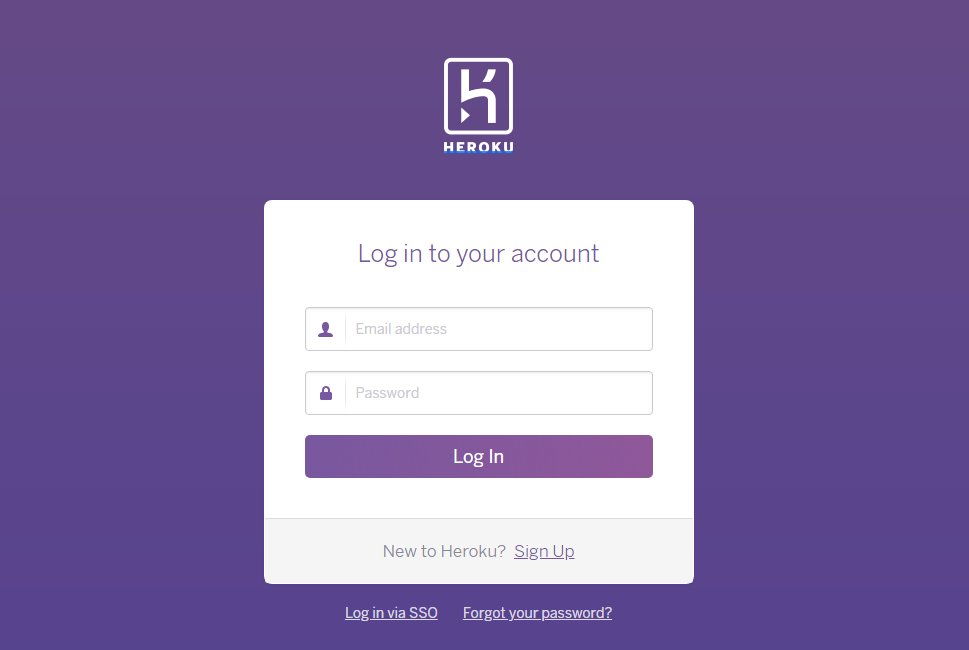 HEROKU
Log in to your account
Email address
Password
Log In
New to Heroku? Sign Up
Log in via SSO Forgot your password?